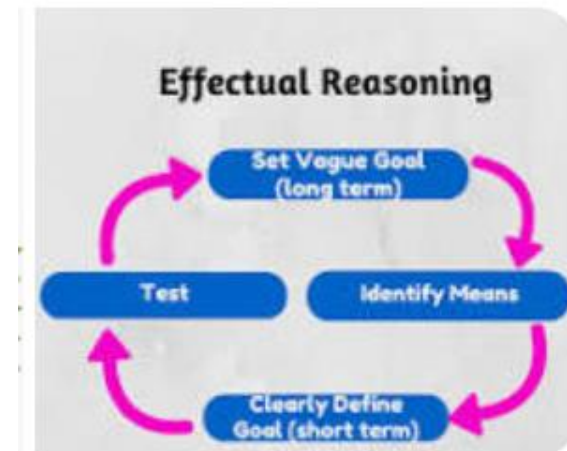 Effectual Reasoning
Set Vague Goal
(long term)
Identify Means
Clearly Define
Goal (short term)
Test